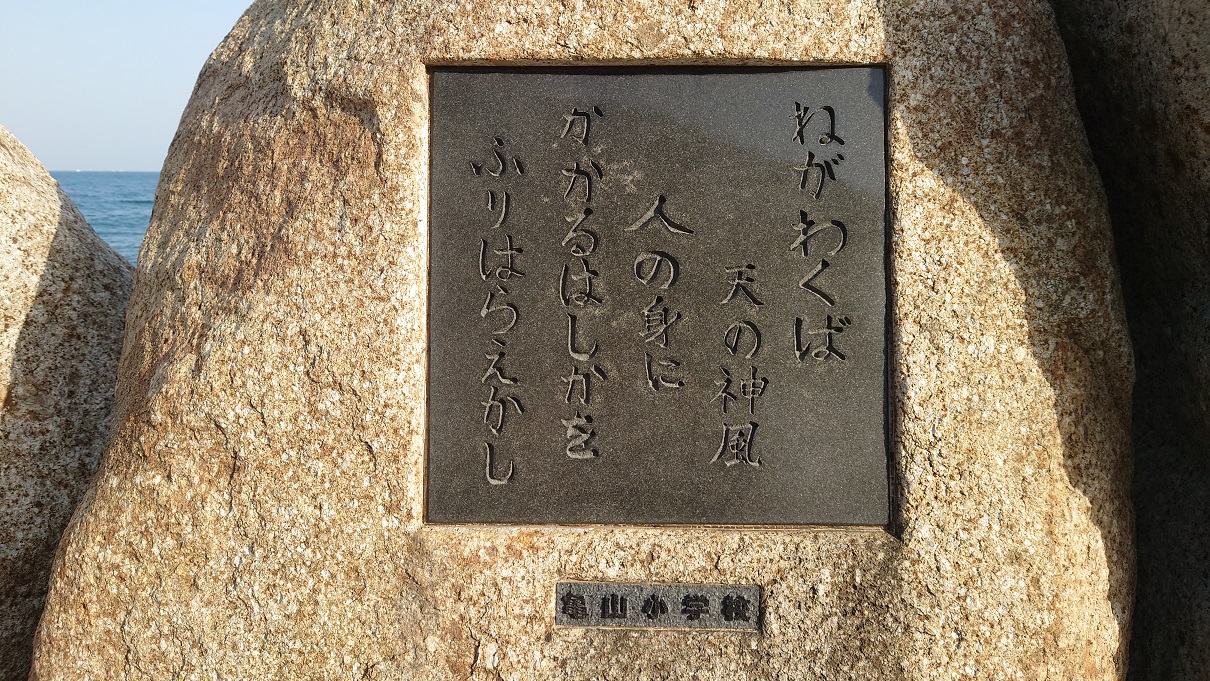 ねがわくば
天の神風
人の身に
かかるはしかを
ふりはらえかし
亀山小学校